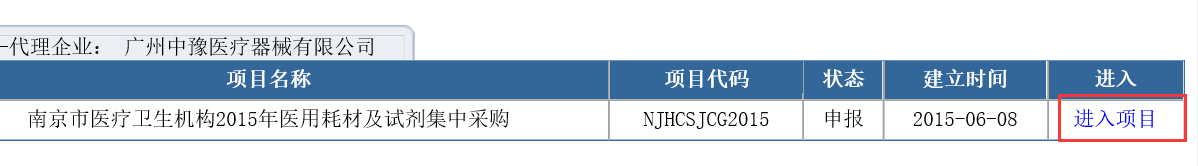 -代理企业： 广州中豫医疗器械有限公司
项目名称 项目代码 状态 建立时间 进入
南京市医疗卫生机构2015年医用耗材及试剂集中采购 NJHCSJCG2015 申报 2015-06-08 进入项目